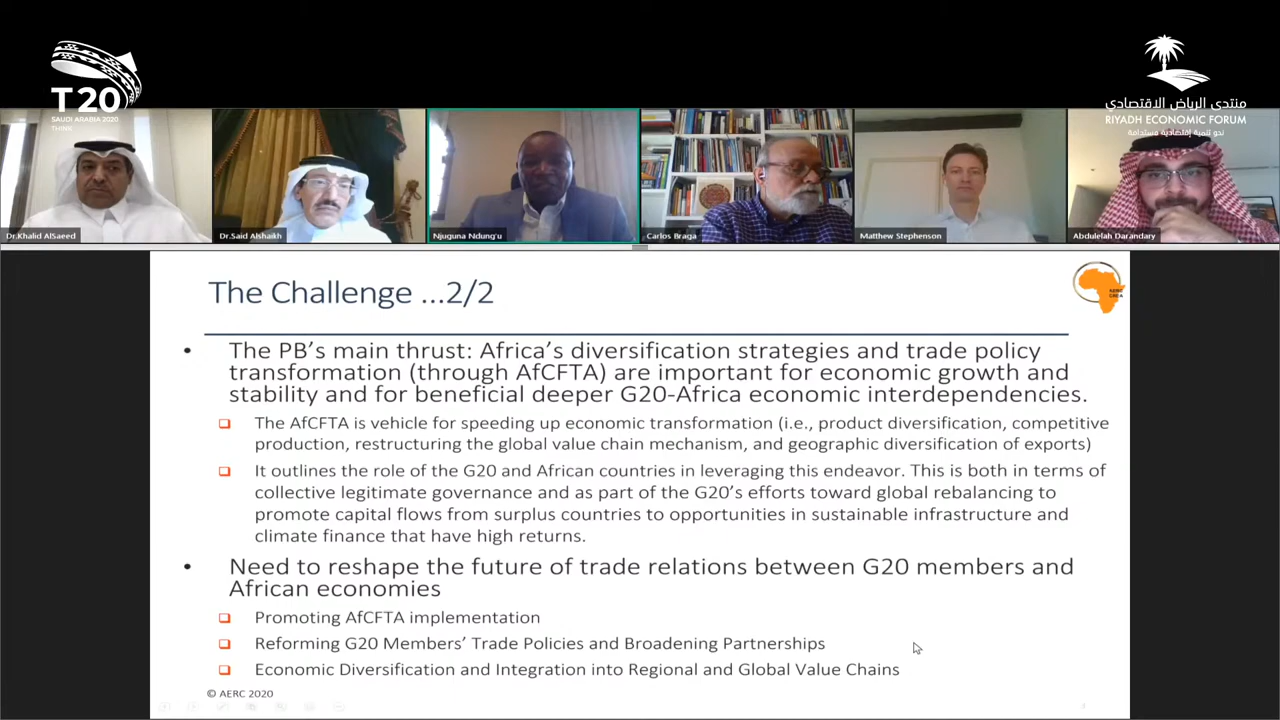 T20
SAUDI ARABIA 2020
THINK
منتدى الرياض الاقتصادي
RIYADH ECONOMIC FORUM
نحو تنمية إقتصادية مستدامة
Dr.Khalid AlSaeed
Dr.Said Alshaikh
Njuguna Ndung'u
Carlos Braga
Matthew Stephenson
Abdulelah Darandary
The Challenge ...2/2
AERC
CREA
• The PB's main thrust: Africa's diversification strategies and trade policy
transformation (through AfCFTA) are important for economic growth and
stability and for beneficial deeper G20-Africa economic interdependencies.
❑ The AfCFTA is vehicle for speeding up economic transformation (i.e., product diversification, competitive
production, restructuring the global value chain mechanism, and geographic diversification of exports)
❑ It outlines the role of the G20 and African countries in leveraging this endeavor. This is both in terms of
collective legitimate governance and as part of the G20's efforts toward global rebalancing to
promote capital flows from surplus countries to opportunities in sustainable infrastructure and
climate finance that have high returns.
• Need to reshape the future of trade relations between G20 members and
African economies
❑ Promoting AfCFTA implementation
❑ Reforming G20 Members' Trade Policies and Broadening Partnerships
❑ Economic Diversification and Integration into Regional and Global Value Chains
© AERC 2020